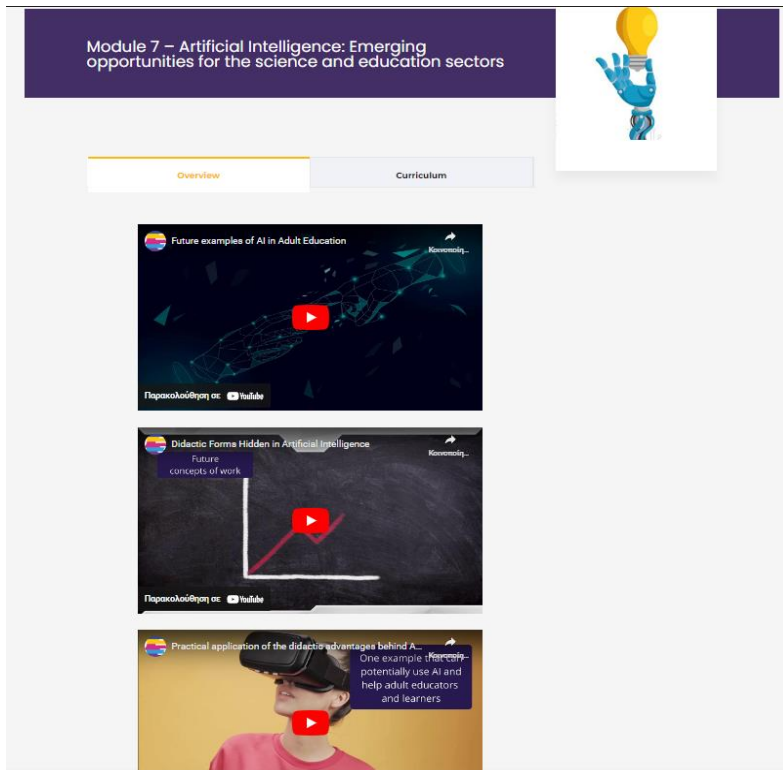 Module 7 – Artificial Intelligence: Emerging
opportunities for the science and education sectors
Overview
Curriculum
Future examples of AI in Adult Education
Κοινοποίη...
Παρακολούθηση σε YouTube
Didactic Forms Hidden in Artificial Intelligence
Κοινοποίη...
Future
concepts of work
Παρακολούθηση σε YouTube
Practical application of the didactic advantages behind A...
Κοινοποίη...
One example that can
potentially use AI and
help adult educators
and learners